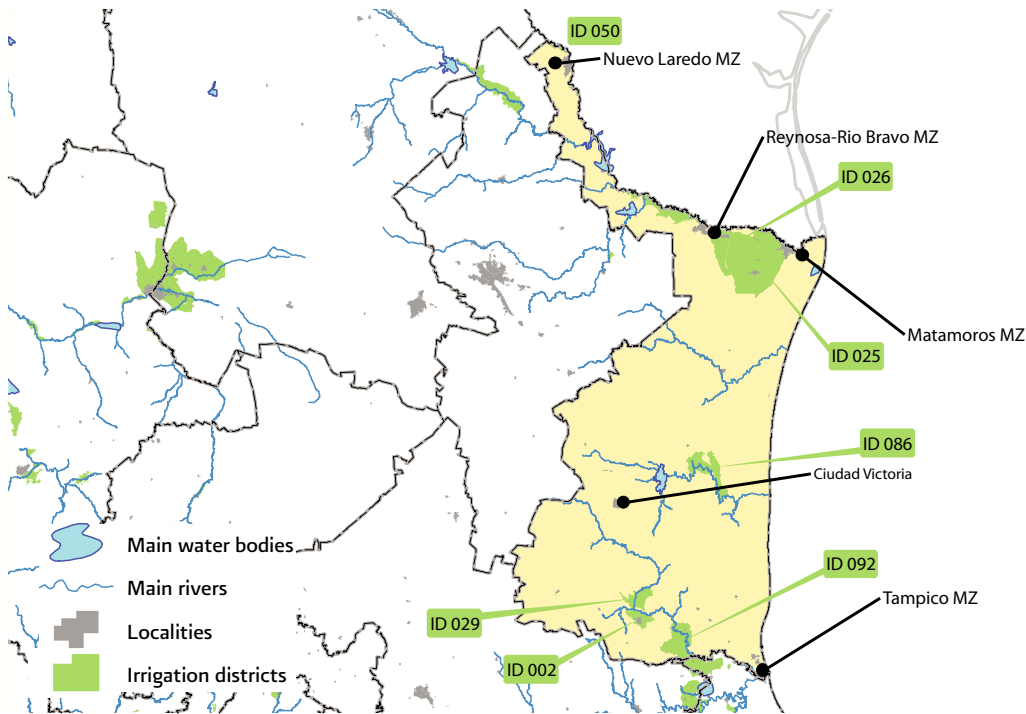 ID 050
Nuevo Laredo MZ
Reynosa-Rio Bravo MZ
ID 026
Matamoros MZ
ID 025
ID 086
Ciudad Victoria
Main water bodies
ID 092
Main rivers
Tampico MZ
ID 029
Localities
ID 002
Irrigation districts